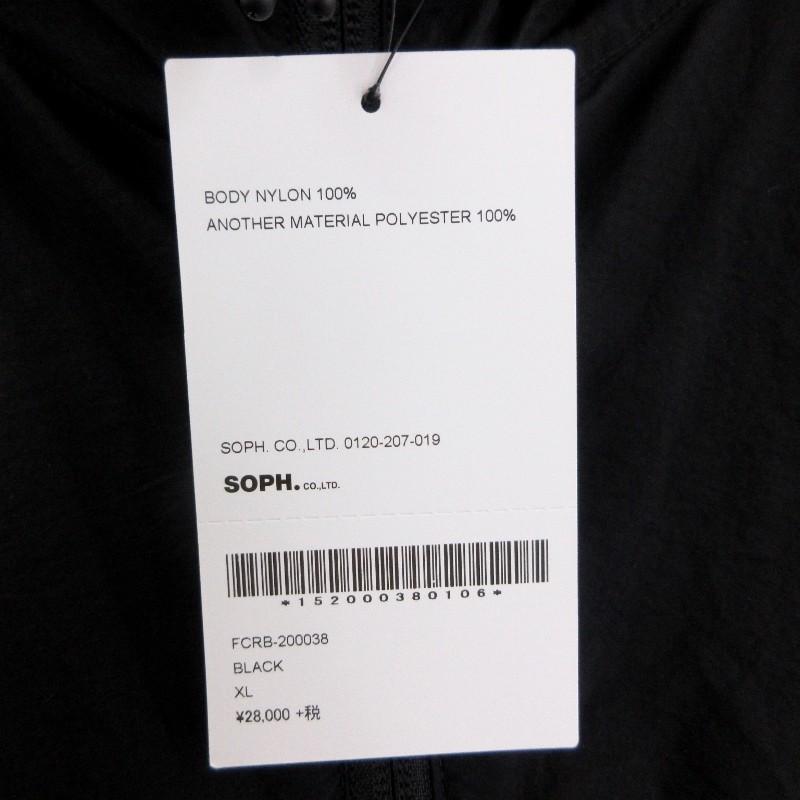 BODY NYLON 100%
ANOTHER MATERIAL POLYESTER 100%
SOPH. CO.,LTD. 0120-207-019
SOPH. CO.,LTD.
*152000380106*
FCRB-200038
BLACK
XL
¥28,000 +税